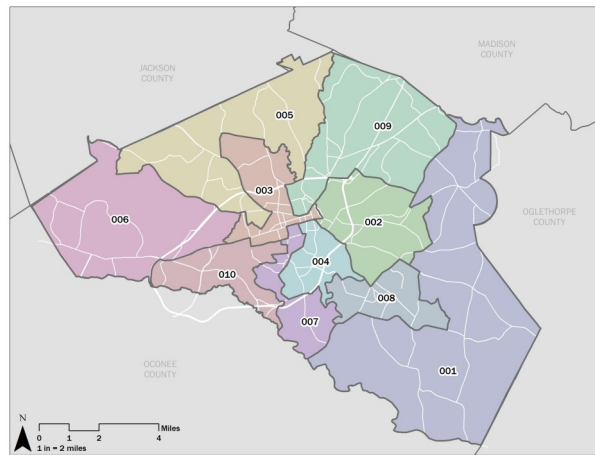 MADISON
COUNTY
JACKSON
COUNTY
005
009
003
006
002
OGLETHORPE
COUNTY
004
010
008
007
001
OCONEE
COUNTY
N
Miles
0 1 2 4
1 in = 2 miles